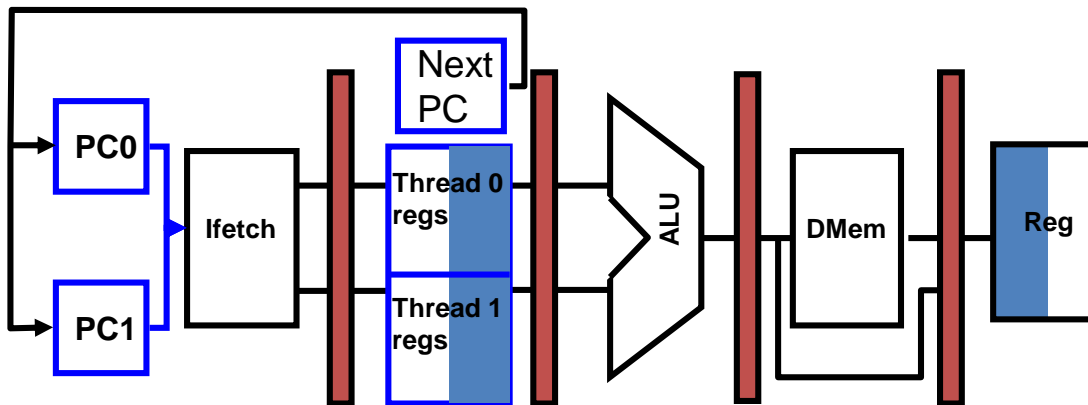 Next
PC
PC0
PC1
Ifetch
Thread 0
regs
Thread 1
regs
ALU
DMem
Reg